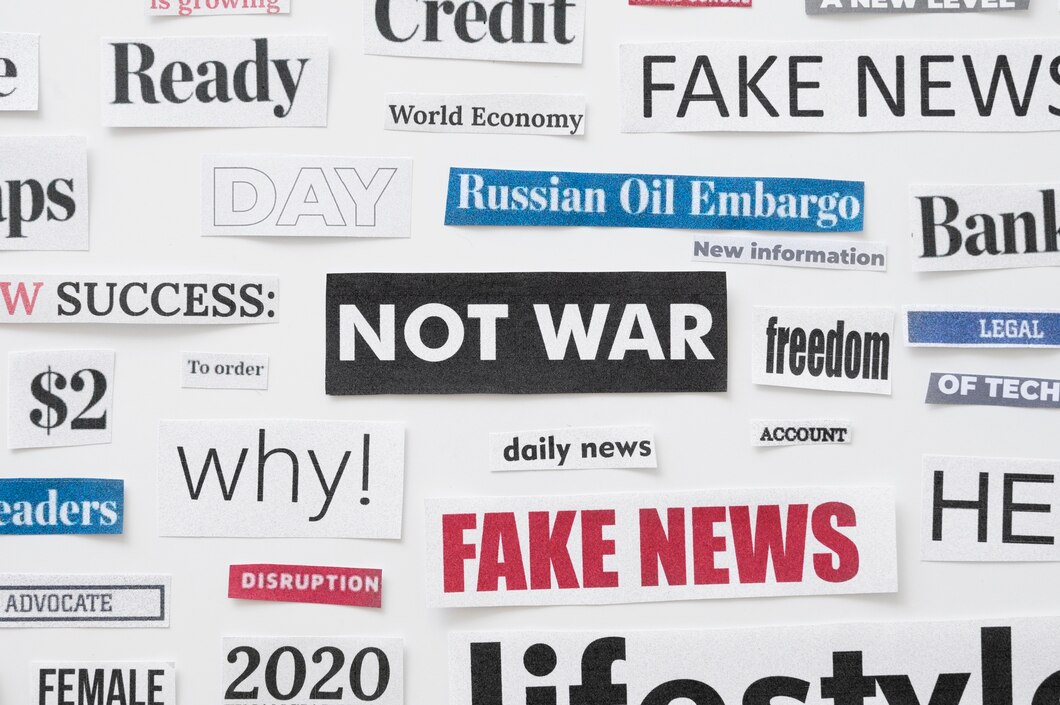 is growing
Credit
A NEW LEVEL
e
Ready
World Economy
FAKE NEWS
aps
DAY
Russian Oil Embargo
New information
Bank
W SUCCESS:
NOT WAR
freedom
LEGAL
$2
To order
OF TECH
why!
daily news
ACCOUNT
eaders
FAKE NEWS
HE
DISRUPTION
ADVOCATE
FEMALE
2020
lifestyle